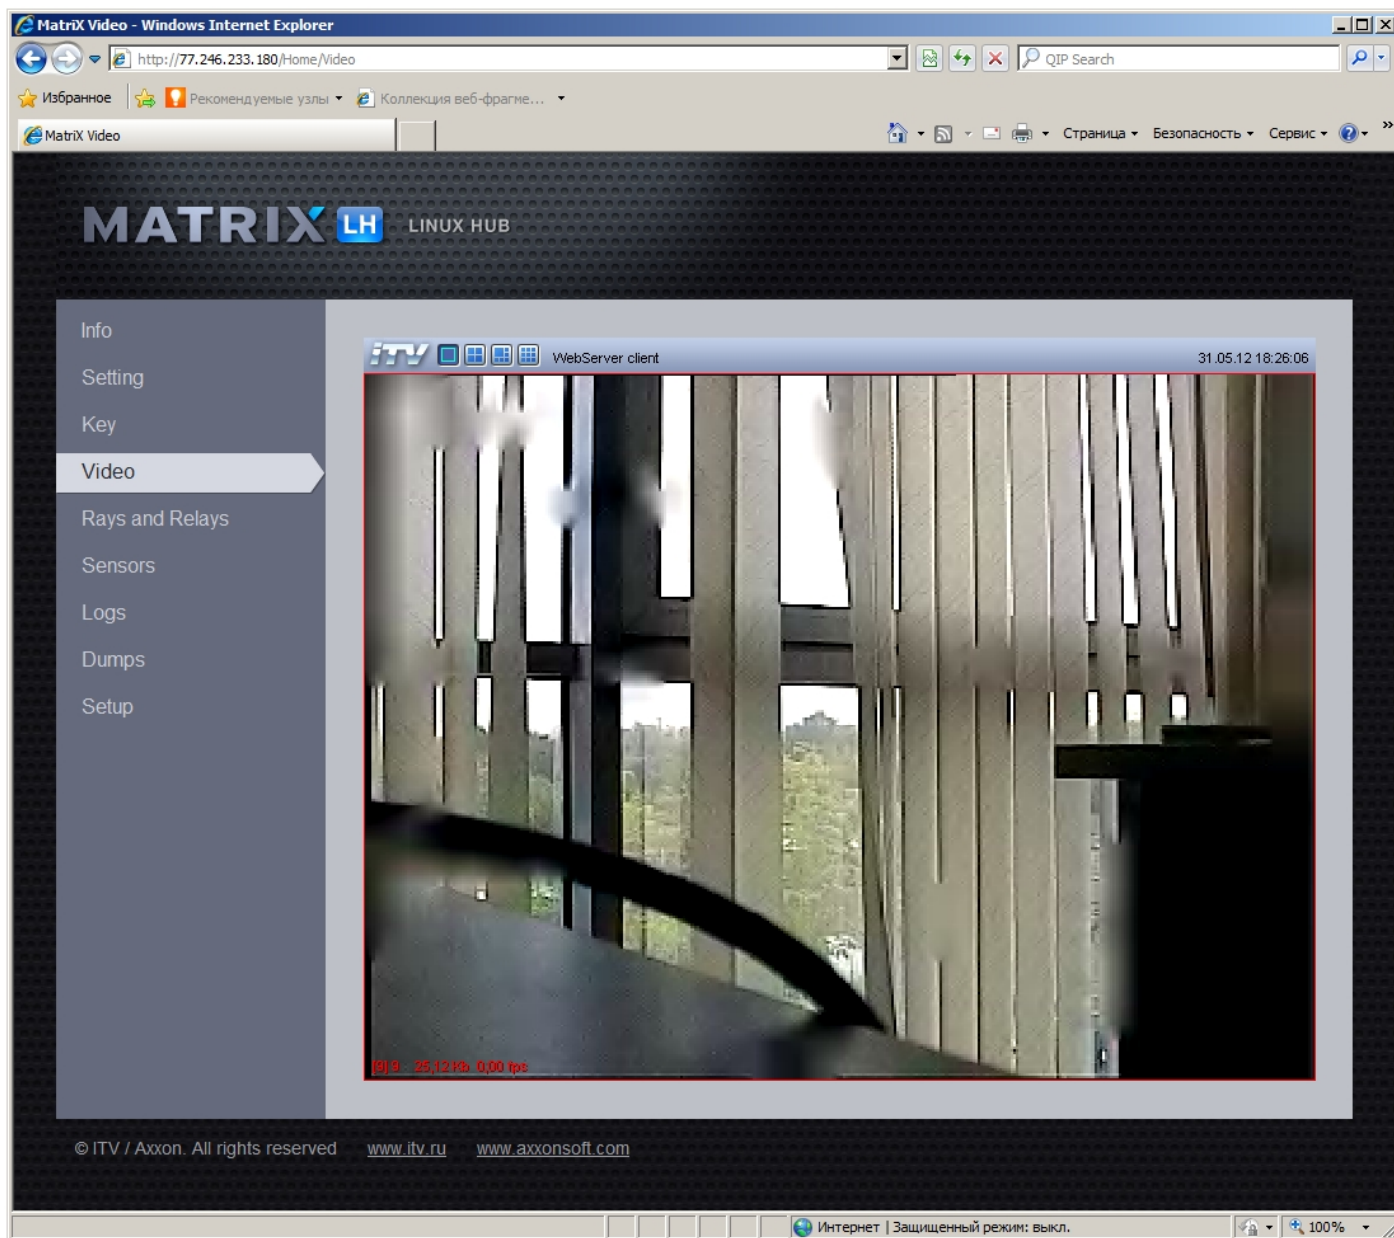 MatriX Video - Windows Internet Explorer
http://77.246.233.180/Home/Video
QIP Search
Избранное Рекомендуемые узлы Коллекция веб-фрагме...
MatriX Video Страница Безопасность Сервис »
MATRIX LH LINUX HUB
Info
Setting
Key
Video
Rays and Relays
Sensors
Logs
Dumps
Setup
iTV WebServer client 31.05.12 18:26:06
[9] 9 25,12 Kb 0,00 fps
© ITV / Axxon. All rights reserved www.itv.ru www.axxonsoft.com
Интернет | Защищенный режим: выкл. 100%